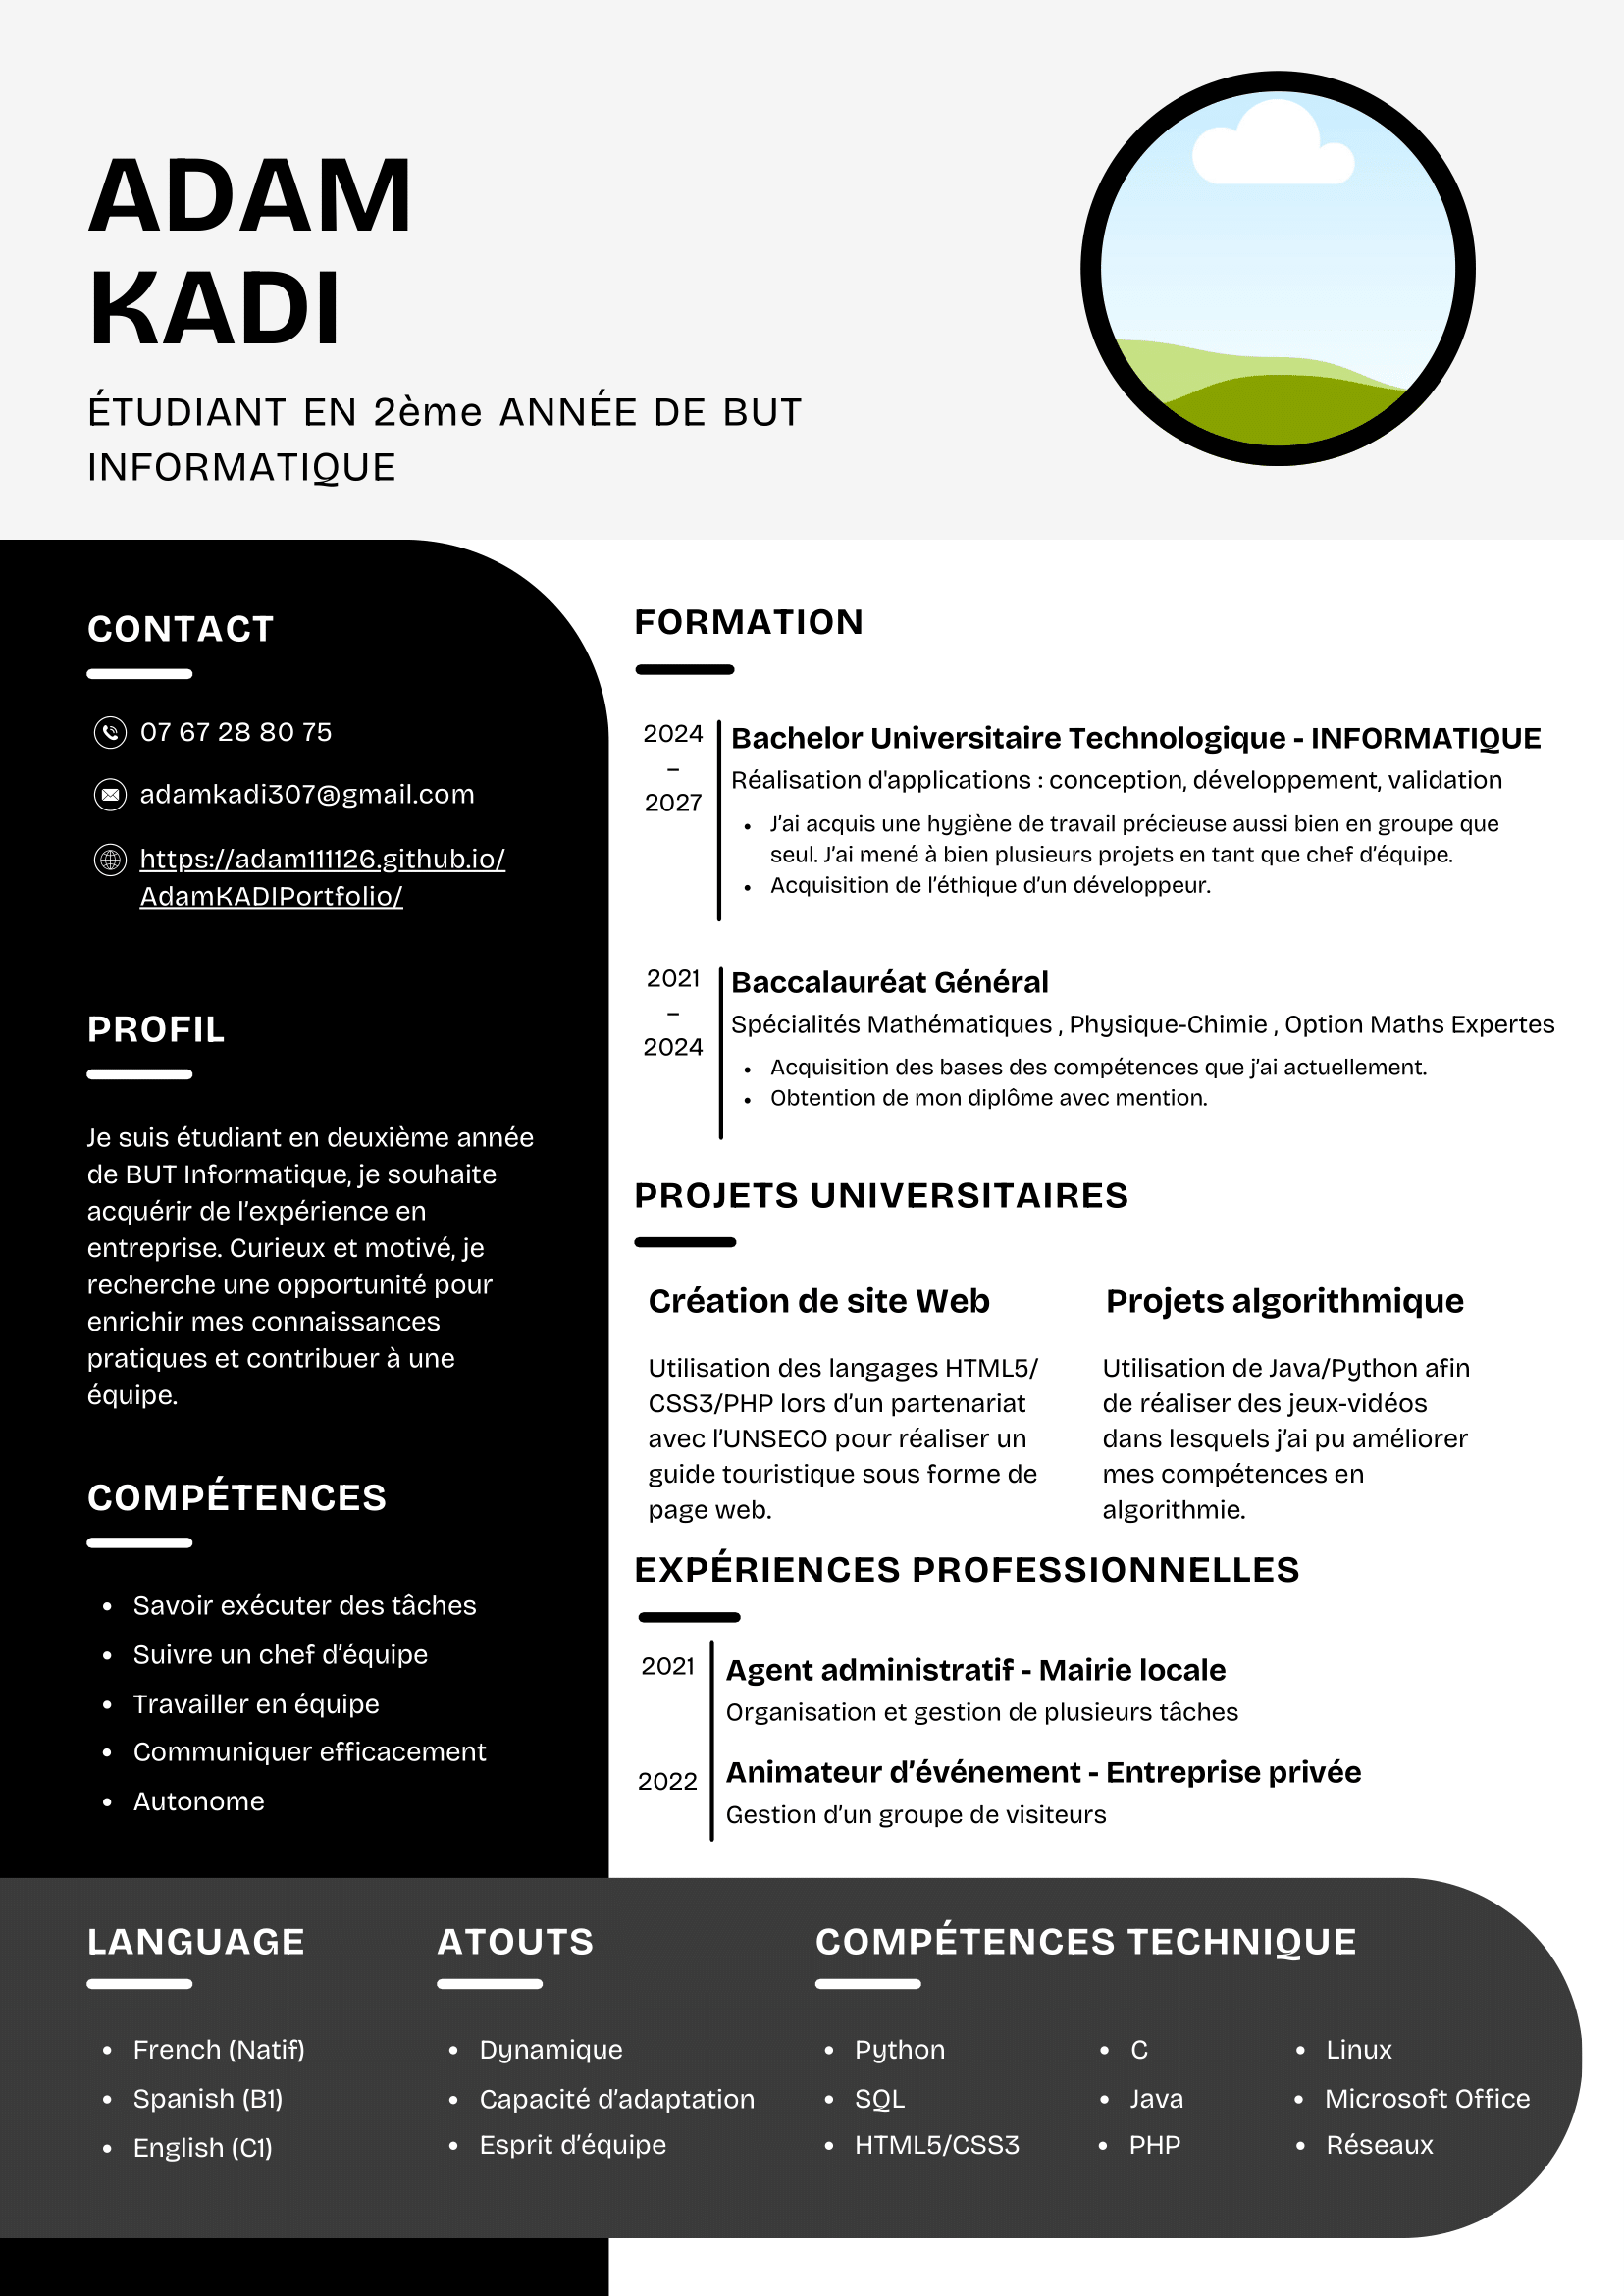 ADAM
KADI
ÉTUDIANT EN 2ème ANNÉE DE BUT
INFORMATIQUE
CONTACT
07 67 28 80 75
adamkadi307@gmail.com
https://adam111126.github.io/
AdamKADIPortfolio/
PROFIL
Je suis étudiant en deuxième année
de BUT Informatique, je souhaite
acquérir de l'expérience en
entreprise. Curieux et motivé, je
recherche une opportunité pour
enrichir mes connaissances
pratiques et contribuer à une
équipe.
COMPÉTENCES
• Savoir exécuter des tâches
• Suivre un chef d'équipe
• Travailler en équipe
• Communiquer efficacement
• Autonome
FORMATION
2024
–
2027
Bachelor Universitaire Technologique - INFORMATIQUE
Réalisation d'applications : conception, développement, validation
• J'ai acquis une hygiène de travail précieuse aussi bien en groupe que
seul. J'ai mené à bien plusieurs projets en tant que chef d'équipe.
• Acquisition de l'éthique d'un développeur.
2021
–
2024
Baccalauréat Général
Spécialités Mathématiques , Physique-Chimie , Option Maths Expertes
• Acquisition des bases des compétences que j'ai actuellement.
• Obtention de mon diplôme avec mention.
PROJETS UNIVERSITAIRES
Création de site Web
Utilisation des langages HTML5/
CSS3/PHP lors d'un partenariat
avec l'UNSECO pour réaliser un
guide touristique sous forme de
page web.
Projets algorithmique
Utilisation de Java/Python afin
de réaliser des jeux-vidéos
dans lesquels j'ai pu améliorer
mes compétences en
algorithmie.
EXPÉRIENCES PROFESSIONNELLES
2021
Agent administratif - Mairie locale
Organisation et gestion de plusieurs tâches
2022
Animateur d'événement - Entreprise privée
Gestion d'un groupe de visiteurs
LANGUAGE
• French (Natif)
• Spanish (B1)
• English (C1)
ATOUTS
• Dynamique
• Capacité d'adaptation
• Esprit d'équipe
COMPÉTENCES TECHNIQUE
• Python
• SQL
• HTML5/CSS3
• C
• Java
• PHP
• Linux
• Microsoft Office
• Réseaux